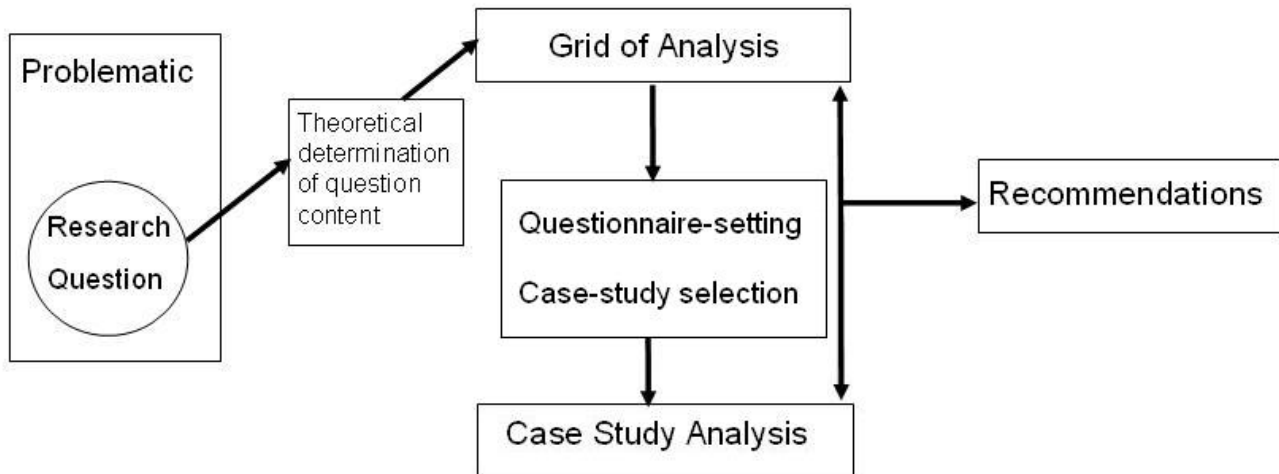 Problematic
Research
Question
Theoretical
determination
of question
content
Grid of Analysis
Questionnaire-setting
Case-study selection
Case Study Analysis
Recommendations